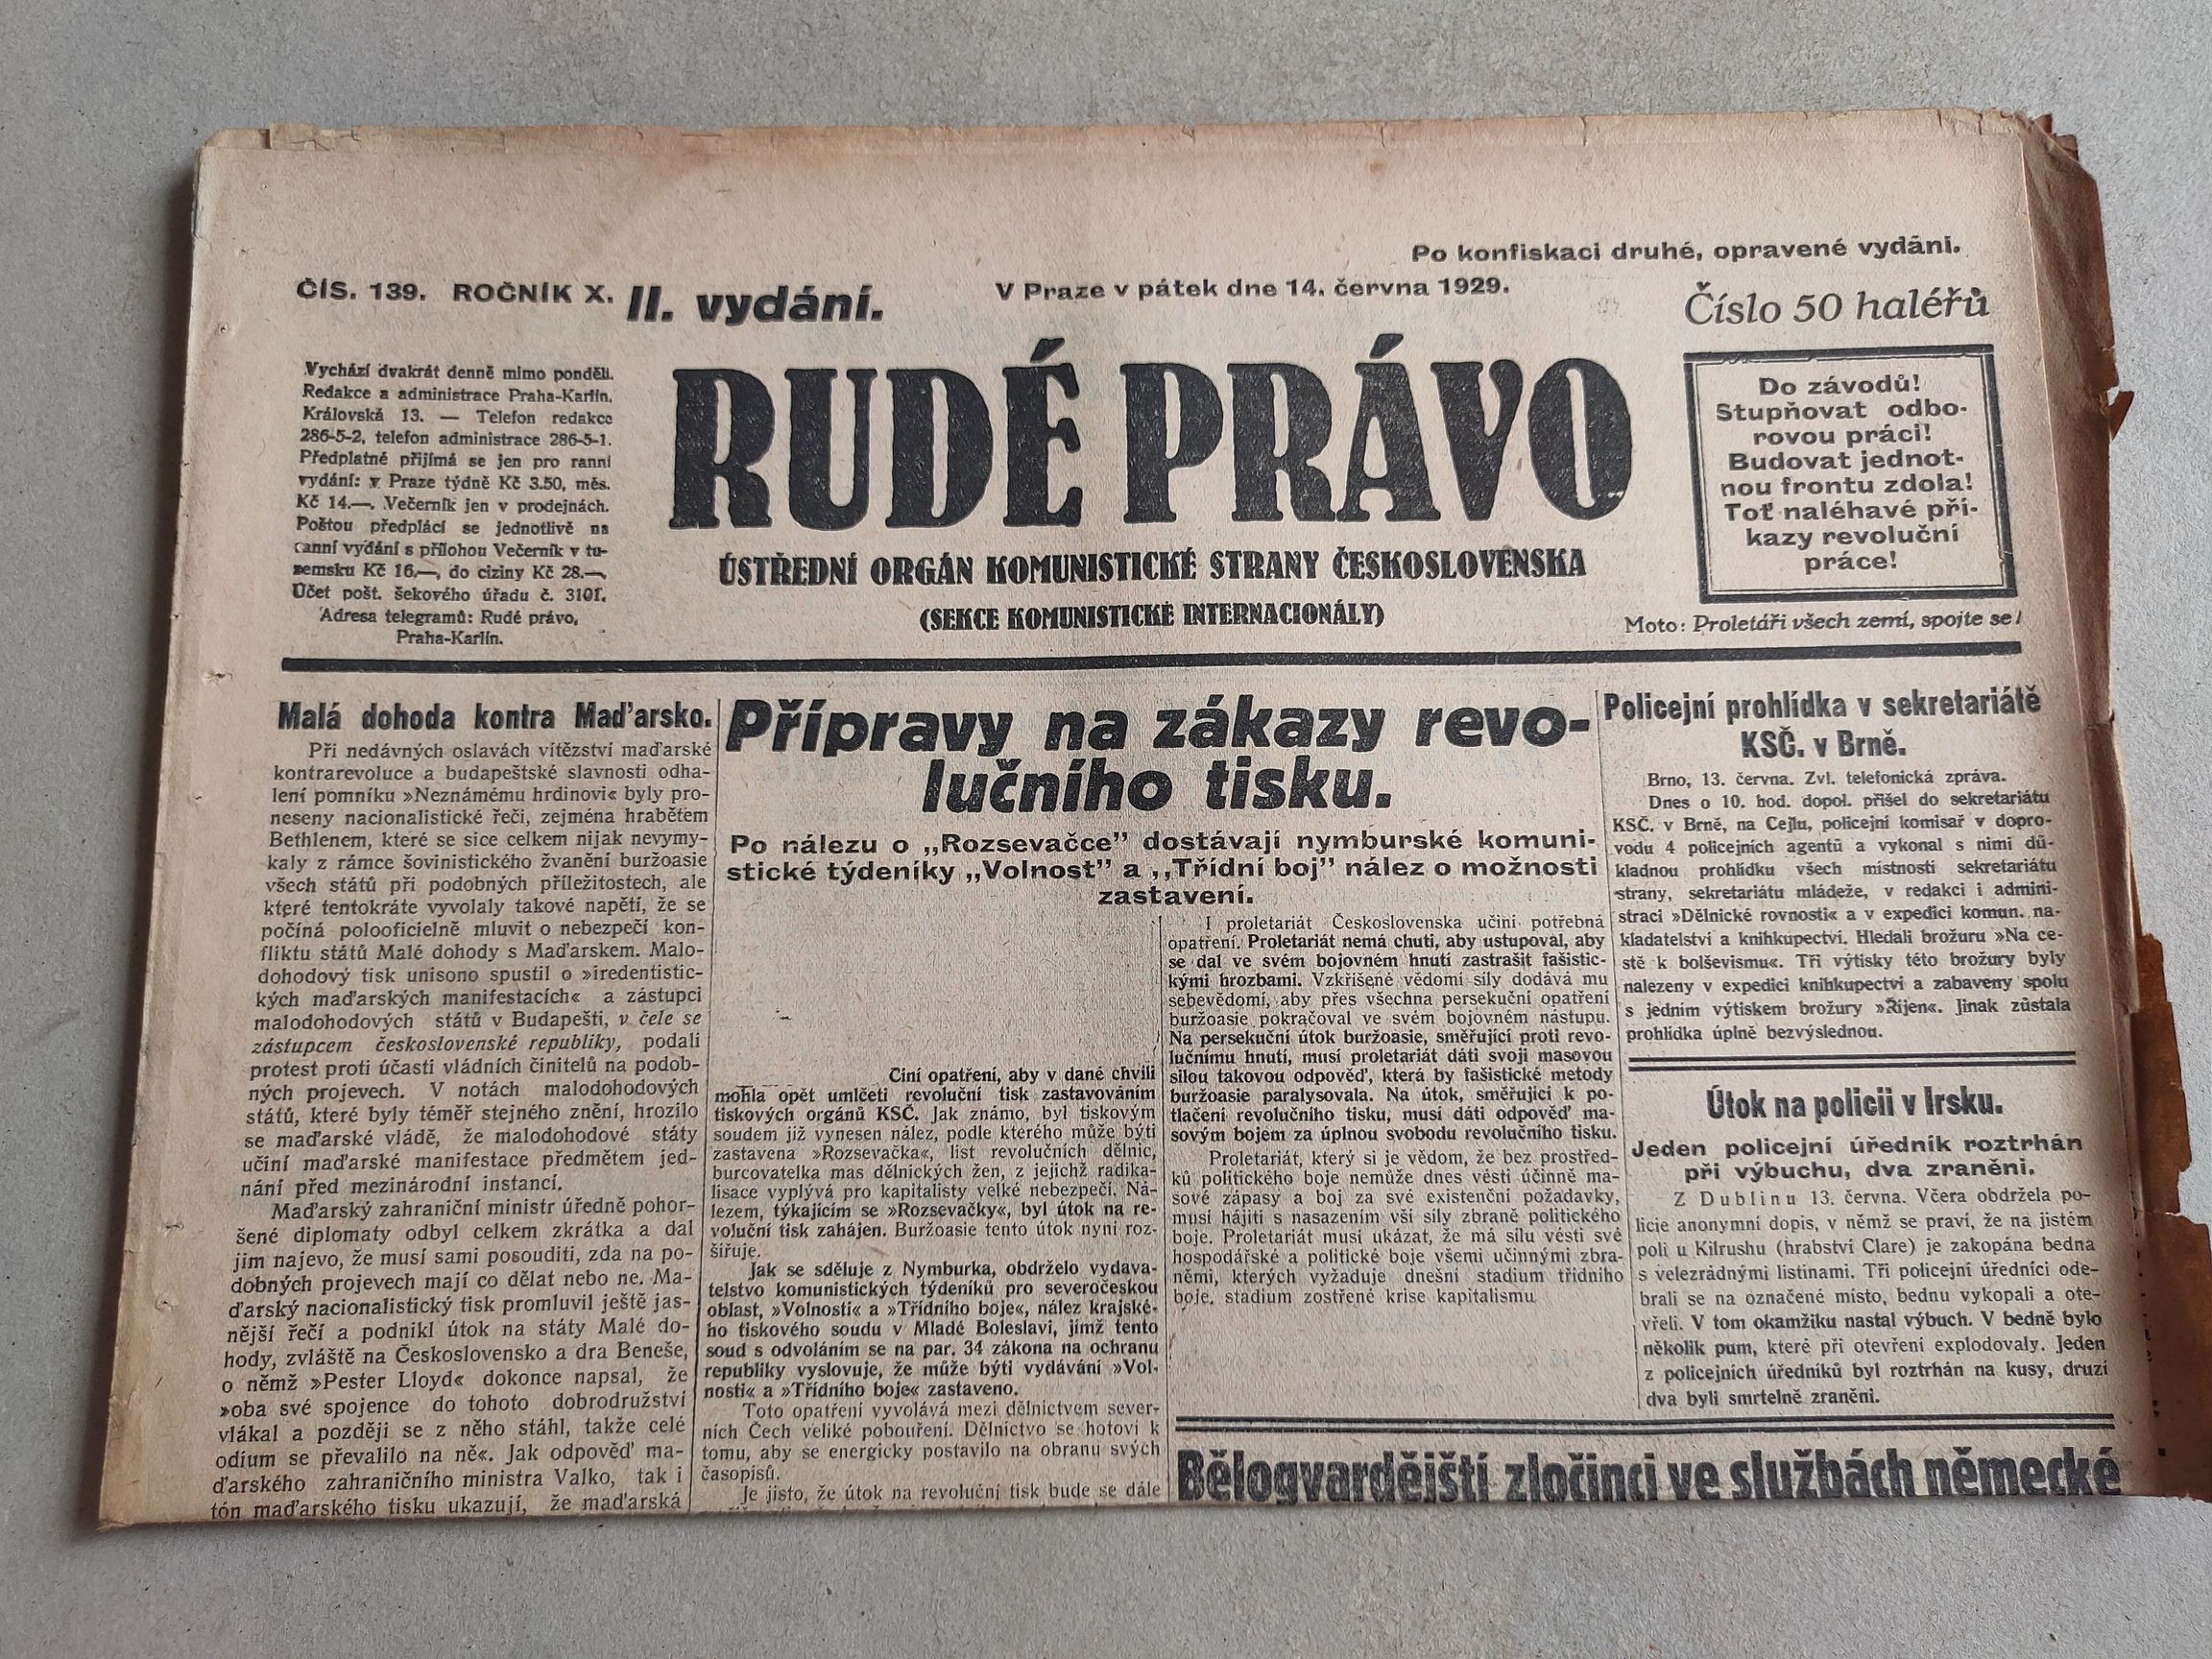 Po konfiskaci druhé, opravené vydání.
ČÍS. 139. ROČNÍK X. II. vydání.
V Praze v pátek dne 14. června 1929.
Číslo 50 haléřů
Vychází dvakrát denně mimo pondělí.
Redakce a administrace Praha-Karlín,
Královská 13. — Telefon redakce
286-5-2, telefon administrace 286-5-1.
Předplatné přijímá se jen pro ranní
vydání: v Praze týdně Kč 3.50, měs.
Kč 14.—. Večerník jen v prodejnách.
Poštou předplácí se jednotlivě na
ranní vydání s přílohou Večerník v tu-
zemsku Kč 16.—, do ciziny Kč 28.—.
Účet pošt. šekového úřadu č. 3101.
Adresa telegramů: Rudé právo,
Praha-Karlín.
RUDÉ PRÁVO
ÚSTŘEDNÍ ORGÁN KOMUNISTICKÉ STRANY ČESKOSLOVENSKA
(SEKCE KOMUNISTICKÉ INTERNACIONÁLY)
Do závodů!
Stupňovat odbo-
rovou práci!
Budovat jednot-
nou frontu zdola!
Toť naléhavé pří-
kazy revoluční
práce!
Moto: Proletáři všech zemí, spojte se!
Malá dohoda kontra Maďarsko.
Při nedávných oslavách vítězství maďarské
kontrarevoluce a budapeštské slavnosti odha-
lení pomníku »Neznámému hrdinovi« byly pro-
neseny nacionalistické řeči, zejména hrabětem
Bethlenem, které se sice celkem nijak nevymy-
kaly z rámce šovinistického žvanění buržoasie
všech států při podobných příležitostech, ale
které tentokráte vyvolaly takové napětí, že se
počíná polooficielně mluvit o nebezpečí kon-
fliktu států Malé dohody s Maďarskem. Malo-
dohodový tisk unisono spustil o »iredentistic-
kých maďarských manifestacích« a zástupci
malodohodových států v Budapešti, v čele se
zástupcem československé republiky, podali
protest proti účasti vládních činitelů na podob-
ných projevech. V notách malodohodových
států, které byly téměř stejného znění, hrozilo
se maďarské vládě, že malodohodové státy
učiní maďarské manifestace předmětem jed-
nání před mezinárodní instancí.
Maďarský zahraniční ministr úředně pohor-
šené diplomaty odbyl celkem zkrátka a dal
jim najevo, že musí sami posouditi, zda na po-
dobných projevech mají co dělat nebo ne. Ma-
ďarský nacionalistický tisk promluvil ještě jas-
nější řečí a podnikl útok na státy Malé do-
hody, zvláště na Československo a dra Beneše,
o němž »Pester Lloyd« dokonce napsal, že
»oba své spojence do tohoto dobrodružství
vlákal a později se z něho stáhl, takže celé
odium se převalilo na ně«. Jak odpověď ma-
ďarského zahraničního ministra Valko, tak i
tón maďarského tisku ukazují, že maďarská
Přípravy na zákazy revo-
lučního tisku.
Po nálezu o „Rozsevačce” dostávají nymburské komuni-
stické týdeníky „Volnost” a „Třídní boj” nález o možnosti
zastavení.
Činí opatření, aby v dané chvíli
mohla opět umlčeti revoluční tisk zastavováním
tiskových orgánů KSČ. Jak známo, byl tiskovým
soudem již vynesen nález, podle kterého může býti
zastavena »Rozsevačka«, list revolučních dělnic,
burcovatelka mas dělnických žen, z jejichž radika-
lisace vyplývá pro kapitalisty velké nebezpečí. Ná-
lezem, týkajícím se »Rozsevačky«, byl útok na re-
voluční tisk zahájen. Buržoasie tento útok nyní roz-
šiřuje.
Jak se sděluje z Nymburka, obdrželo vydava-
telstvo komunistických týdeníků pro severočeskou
oblast, »Volnosti« a »Třídního boje«, nález krajské-
ho tiskového soudu v Mladé Boleslavi, jímž tento
soud s odvoláním se na par. 34 zákona na ochranu
republiky vyslovuje, že může býti vydávání »Vol-
nosti« a »Třídního boje« zastaveno.
Toto opatření vyvolává mezi dělnictvem sever-
ních Čech veliké pobouření. Dělnictvo se hotoví k
tomu, aby se energicky postavilo na obranu svých
časopisů.
Je jisto, že útok na revoluční tisk bude se dále
I proletariát Československa učiní potřebná
opatření. Proletariát nemá chuti, aby ustupoval, aby
se dal ve svém bojovném hnutí zastrašit fašistic-
kými hrozbami. Vzkříšené vědomí síly dodává mu
sebevědomí, aby přes všechna persekuční opatření
buržoasie pokračoval ve svém bojovném nástupu.
Na persekuční útok buržoasie, směřující proti revo-
lučnímu hnutí, musí proletariát dáti svoji masovou
silou takovou odpověď, která by fašistické metody
buržoasie paralysovala. Na útok, směřující k po-
tlačení revolučního tisku, musí dáti odpověď ma-
sovým bojem za úplnou svobodu revolučního tisku.
Proletariát, který si je vědom, že bez prostřed-
ků politického boje nemůže dnes vésti účinně ma-
sové zápasy a boj za své existenční požadavky,
musí hájiti s nasazením vší síly zbraně politického
boje. Proletariát musí ukázat, že má sílu vésti své
hospodářské a politické boje všemi účinnými zbra-
němi, kterých vyžaduje dnešní stadium třídního
boje, stadium zostřené krise kapitalismu
Policejní prohlídka v sekretariátě
KSČ. v Brně.
Brno, 13. června. Zvl. telefonická zpráva.
Dnes o 10. hod. dopol. přišel do sekretariátu
KSČ. v Brně, na Cejlu, policejní komisař v dopro-
vodu 4 policejních agentů a vykonal s nimi dů-
kladnou prohlídku všech místností sekretariátu
strany, sekretariátu mládeže, v redakci i admini-
straci »Dělnické rovnosti« a v expedici komun. na-
kladatelství a knihkupectví. Hledali brožuru »Na ce-
stě k bolševismu«. Tři výtisky této brožury byly
nalezeny v expedici knihkupectví a zabaveny spolu
s jedním výtiskem brožury »Říjen«. Jinak zůstala
prohlídka úplně bezvýslednou.
Útok na policii v Irsku.
Jeden policejní úředník roztrhán
při výbuchu, dva zraněni.
Z Dublinu 13. června. Včera obdržela po-
licie anonymní dopis, v němž se praví, že na jistém
poli u Kilrushu (hrabství Clare) je zakopána bedna
s velezrádnými listinami. Tři policejní úředníci ode-
brali se na označené místo, bednu vykopali a ote-
vřeli. V tom okamžiku nastal výbuch. V bedně bylo
několik pum, které při otevření explodovaly. Jeden
z policejních úředníků byl roztrhán na kusy, druzí
dva byli smrtelně zraněni.
Bělogvardějští zločinci ve službách německé